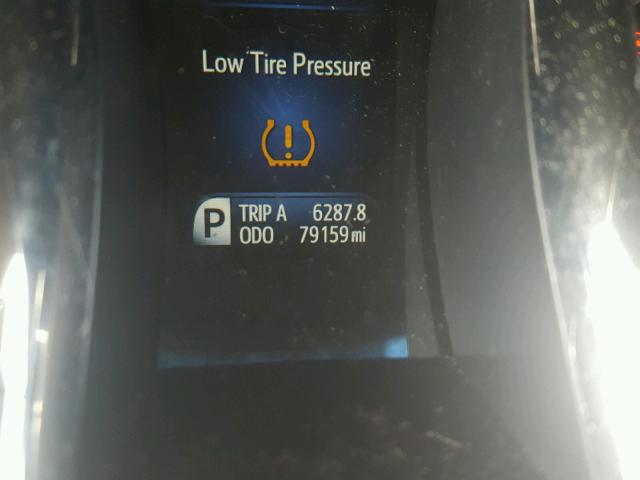 Low Tire Pressure
!
P TRIP A 6287.8
ODO 79159 mi